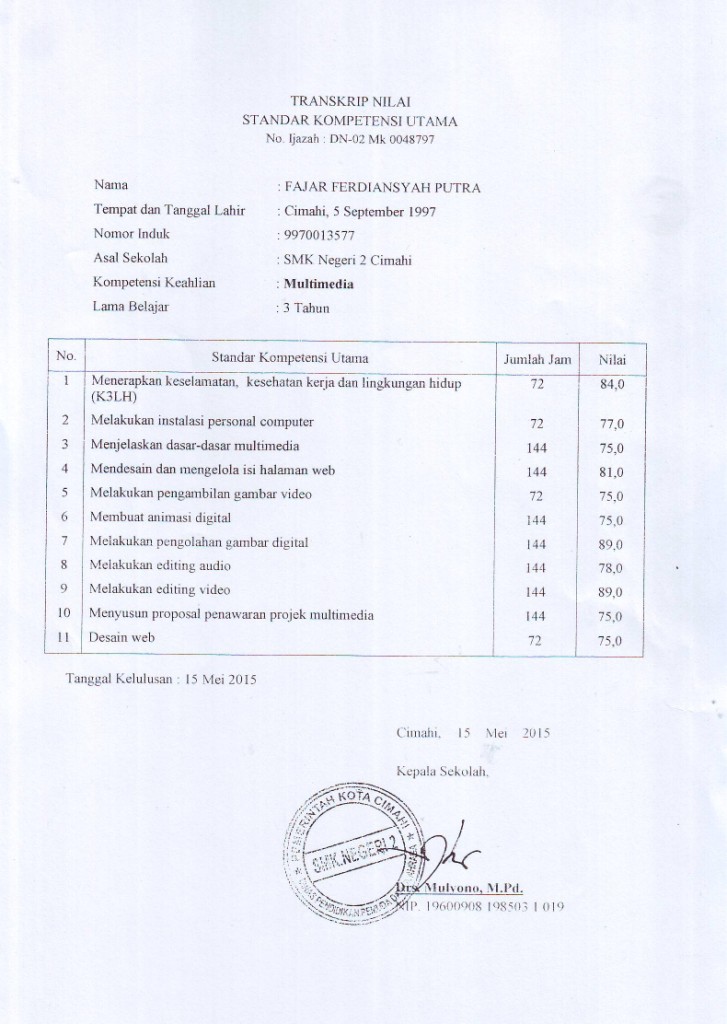 TRANSKRIP NILAI
STANDAR KOMPETENSI UTAMA
No. Ijazah : DN-02 Mk 0048797
Nama : FAJAR FERDIANSYAH PUTRA
Tempat dan Tanggal Lahir : Cimahi, 5 September 1997
Nomor Induk : 9970013577
Asal Sekolah : SMK Negeri 2 Cimahi
Kompetensi Keahlian : Multimedia
Lama Belajar : 3 Tahun
No. Standar Kompetensi Utama Jumlah Jam Nilai
1 Menerapkan keselamatan, kesehatan kerja dan lingkungan hidup 72 84,0
(K3LH)
2 Melakukan instalasi personal computer 72 77,0
3 Menjelaskan dasar-dasar multimedia 144 75,0
4 Mendesain dan mengelola isi halaman web 144 81,0
5 Melakukan pengambilan gambar video 72 75,0
6 Membuat animasi digital 144 75,0
7 Melakukan pengolahan gambar digital 144 89,0
8 Melakukan editing audio 144 78,0
9 Melakukan editing video 144 89,0
10 Menyusun proposal penawaran projek multimedia 144 75,0
11 Desain web 72 75,0
Tanggal Kelulusan : 15 Mei 2015
Cimahi, 15 Mei 2015
Kepala Sekolah,
PEMERINTAH KOTA CIMAHI
SMK.NEGERI 2
DINAS PENDIDIKAN PEMUDA DAN
Drs. Mulyono, M.Pd.
NIP. 19600908 198503 1 019